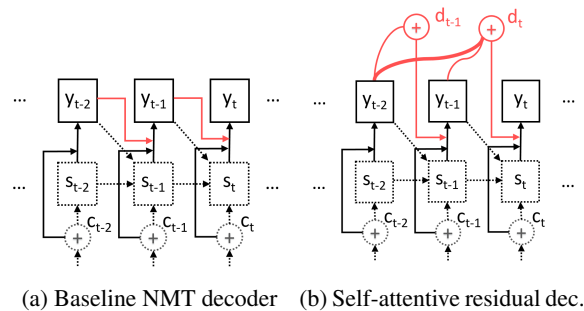 d_{t-1} d_t
+ +
y_{t-2} y_{t-1} y_t y_{t-2} y_{t-1} y_t
... ... ...
s_{t-2} s_{t-1} s_t s_{t-2} s_{t-1} s_t
... ... ...
c_{t-2} c_{t-1} c_t c_{t-2} c_{t-1} c_t
+ + + + + +
(a) Baseline NMT decoder (b) Self-attentive residual dec.